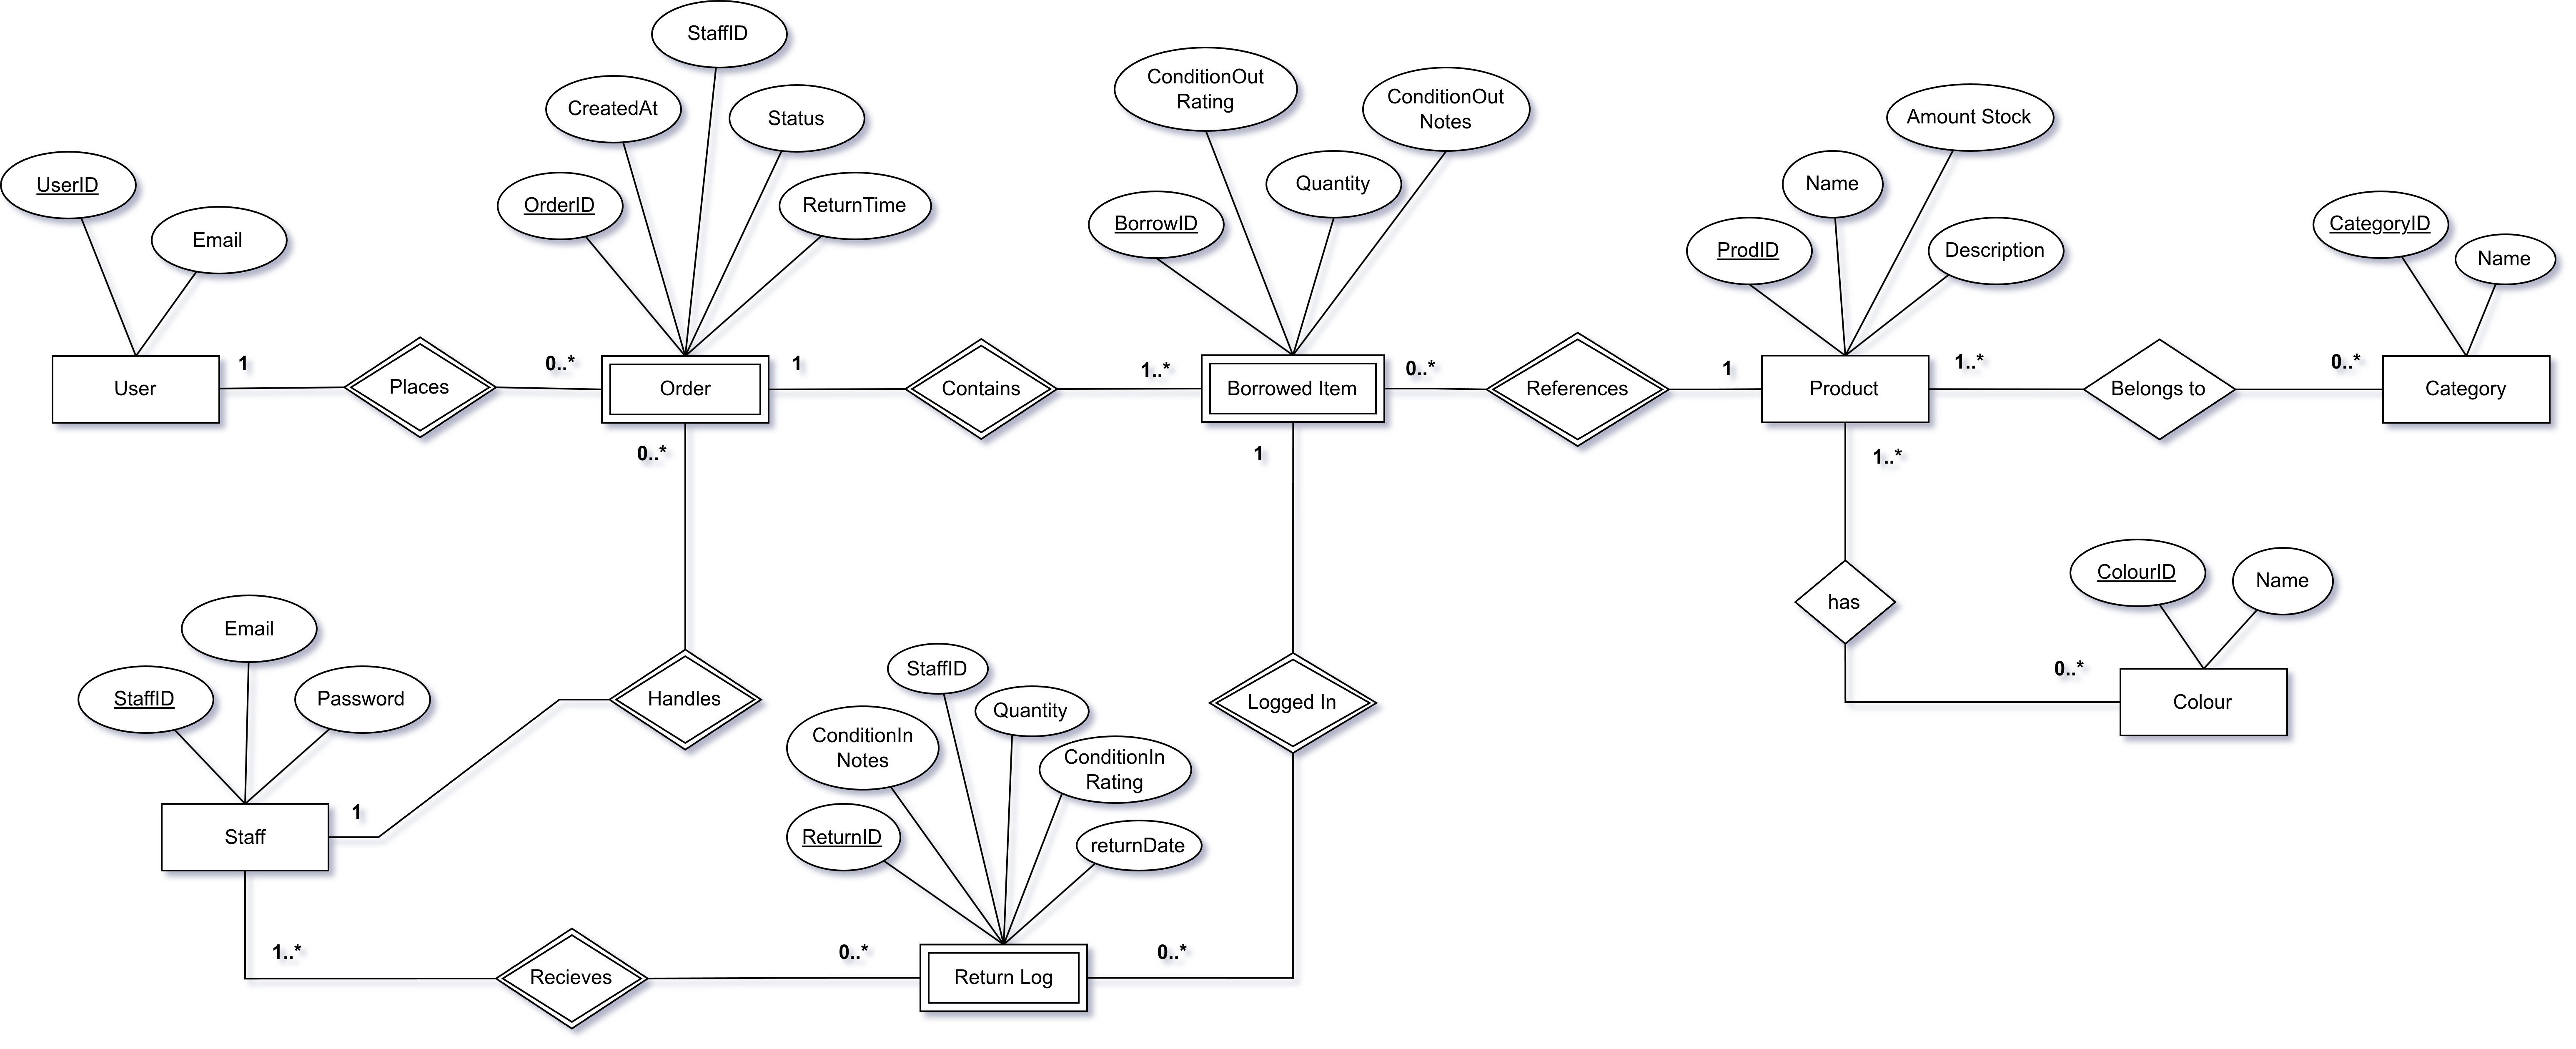 StaffID
CreatedAt
Status
OrderID
ReturnTime
UserID
Email
ConditionOut
Rating
ConditionOut
Notes
Quantity
BorrowID
Amount Stock
Name
ProdID
Description
CategoryID
Name
User
1
Places
0..*
Order
1
Contains
1..*
Borrowed Item
0..*
References
1
Product
1..*
Belongs to
0..*
Category
0..*
1
1..*
has
ColourID
Name
0..*
Colour
Email
StaffID
Password
Handles
Logged In
StaffID
Quantity
ConditionIn
Notes
ConditionIn
Rating
ReturnID
returnDate
Staff
1
1..*
Recieves
0..*
Return Log
0..*